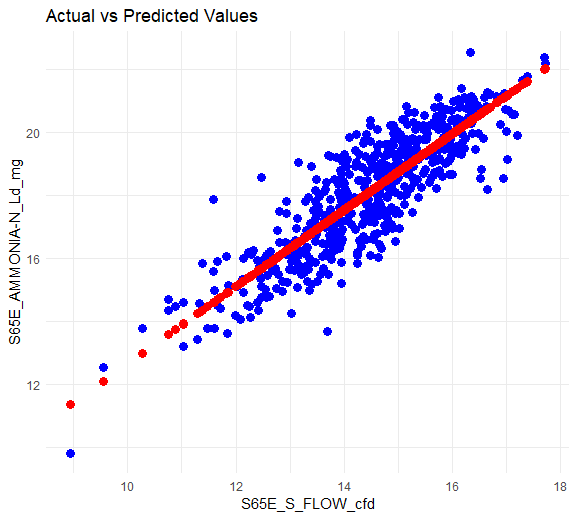 Actual vs Predicted Values
S65E_AMMONIA-N_Ld_mg
20
16
12
10
12
14
16
18
S65E_S_FLOW_cfd